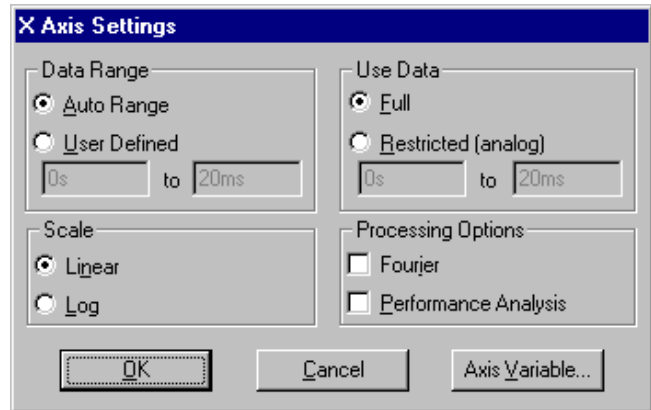 X Axis Settings
Data Range
Auto Range
User Defined
0s to 20ms
Use Data
Full
Restricted (analog)
0s to 20ms
Scale
Linear
Log
Processing Options
Fourier
Performance Analysis
OK Cancel Axis Variable...